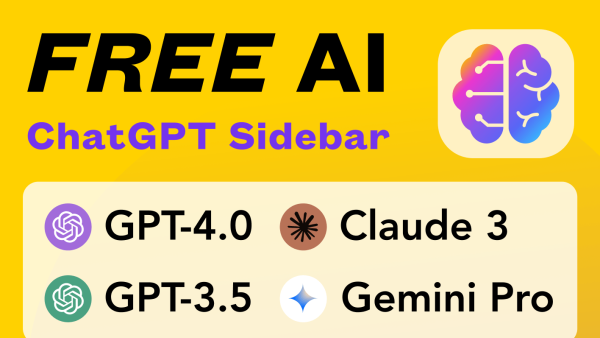 FREE AI
ChatGPT Sidebar
GPT-4.0
Claude 3
GPT-3.5
Gemini Pro